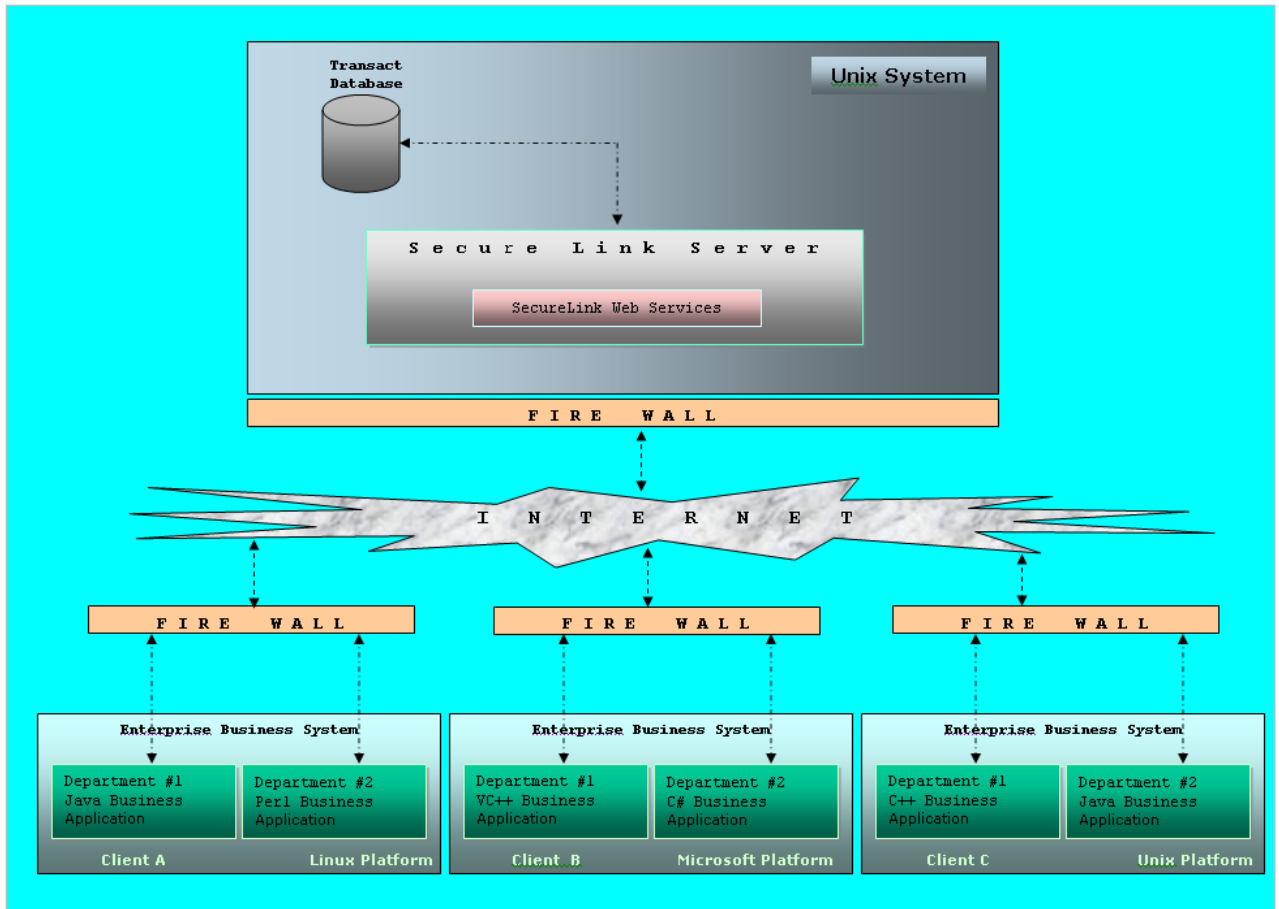 Transact
Database
Unix System
S e c u r e   L i n k   S e r v e r
SecureLink Web Services
F I R E   W A L L
I N T E R N E T
F I R E   W A L L
F I R E   W A L L
F I R E   W A L L
Enterprise Business System
Department #1
Java Business
Application
Department #2
Perl Business
Application
Client A
Linux Platform
Enterprise Business System
Department #1
VC++ Business
Application
Department #2
C# Business
Application
Client B
Microsoft Platform
Enterprise Business System
Department #1
C++ Business
Application
Department #2
Java Business
Application
Client C
Unix Platform